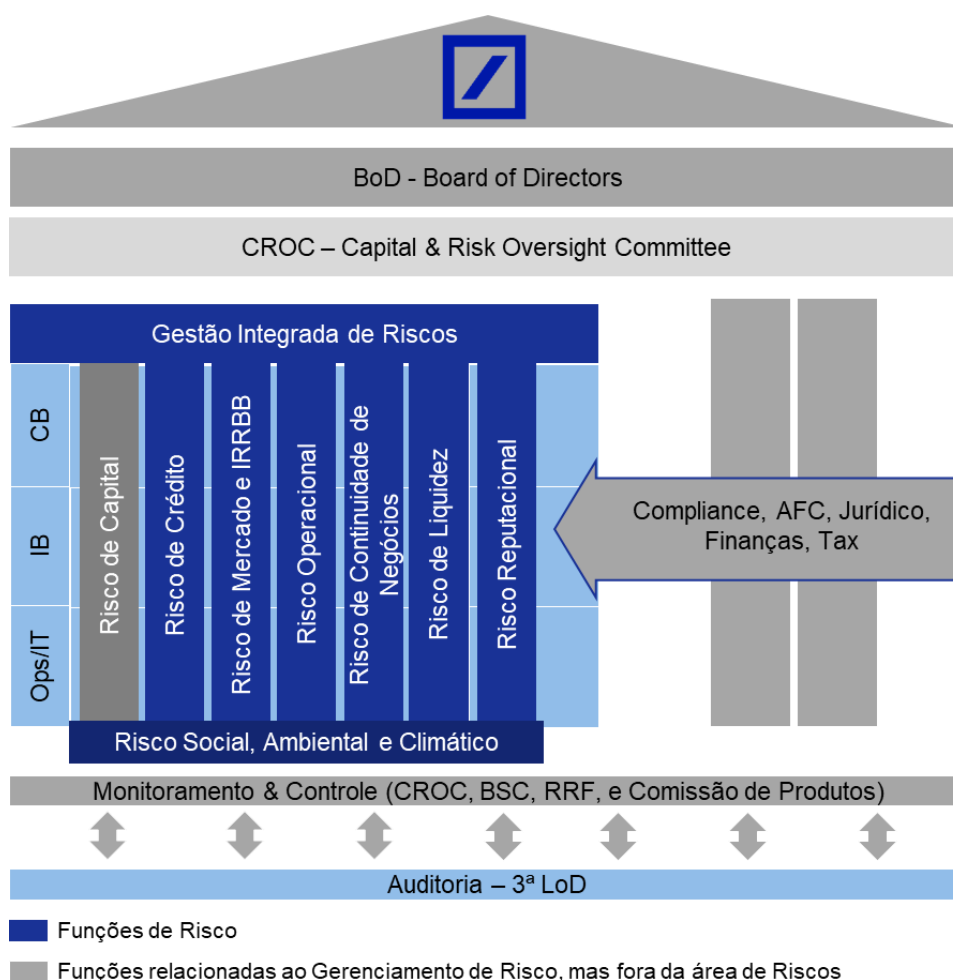 BoD - Board of Directors
CROC – Capital & Risk Oversight Committee
Gestão Integrada de Riscos
CB
IB
Ops/IT
Risco de Capital
Risco de Crédito
Risco de Mercado e IRRBB
Risco Operacional
Risco de Continuidade de
Negócios
Risco de Liquidez
Risco Reputacional
Compliance, AFC, Jurídico,
Finanças, Tax
Risco Social, Ambiental e Climático
Monitoramento & Controle (CROC, BSC, RRF, e Comissão de Produtos)
Auditoria – 3ª LoD
Funções de Risco
Funções relacionadas ao Gerenciamento de Risco, mas fora da área de Riscos